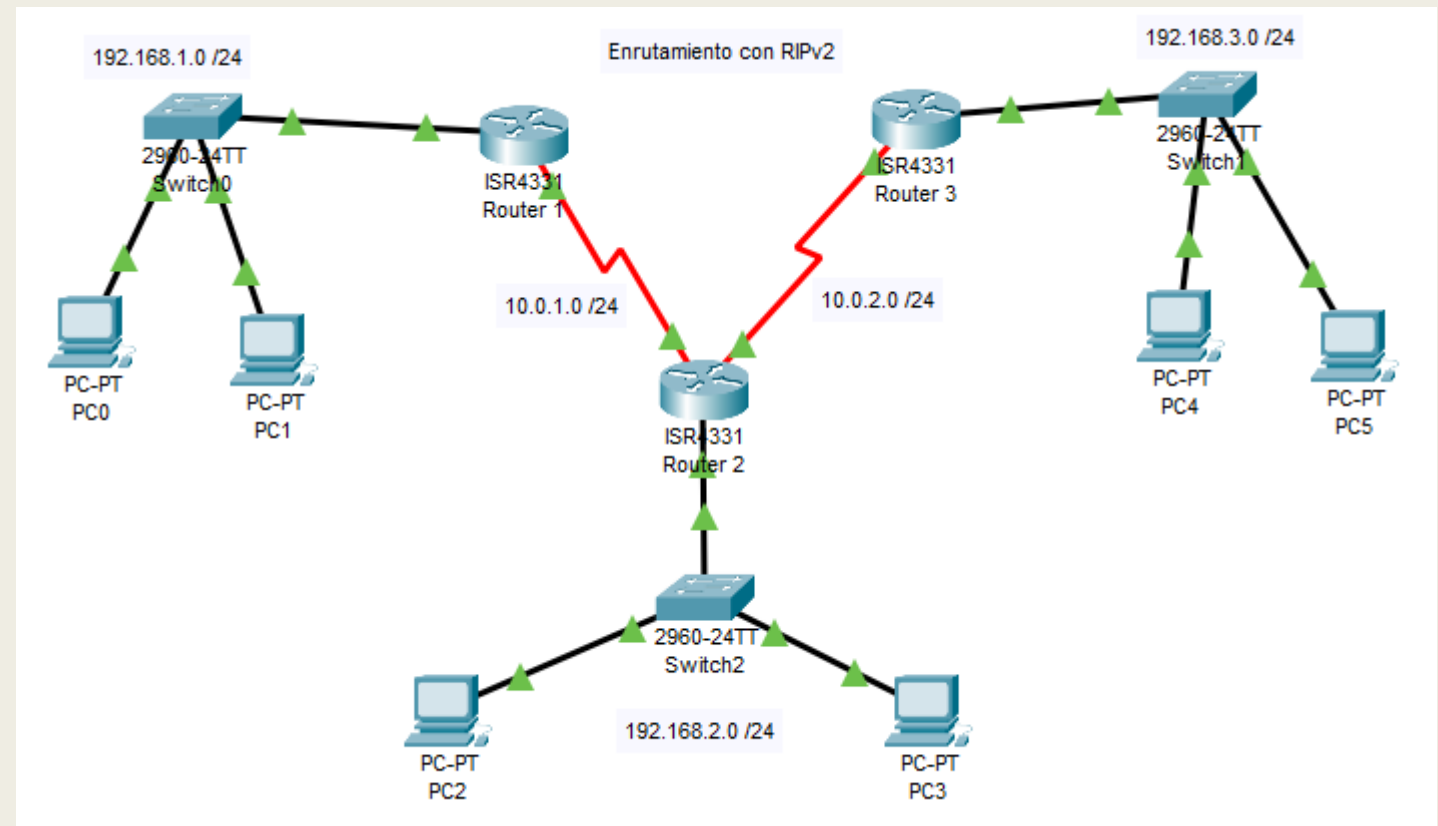 192.168.1.0 /24
Enrutamiento con RIPv2
192.168.3.0 /24
2960-24TT
Switch0
ISR4331
Router 1
ISR4331
Router 3
2960-24TT
Switch1
10.0.1.0 /24
10.0.2.0 /24
PC-PT
PC0
PC-PT
PC1
ISR4331
Router 2
PC-PT
PC4
PC-PT
PC5
2960-24TT
Switch2
192.168.2.0 /24
PC-PT
PC2
PC-PT
PC3